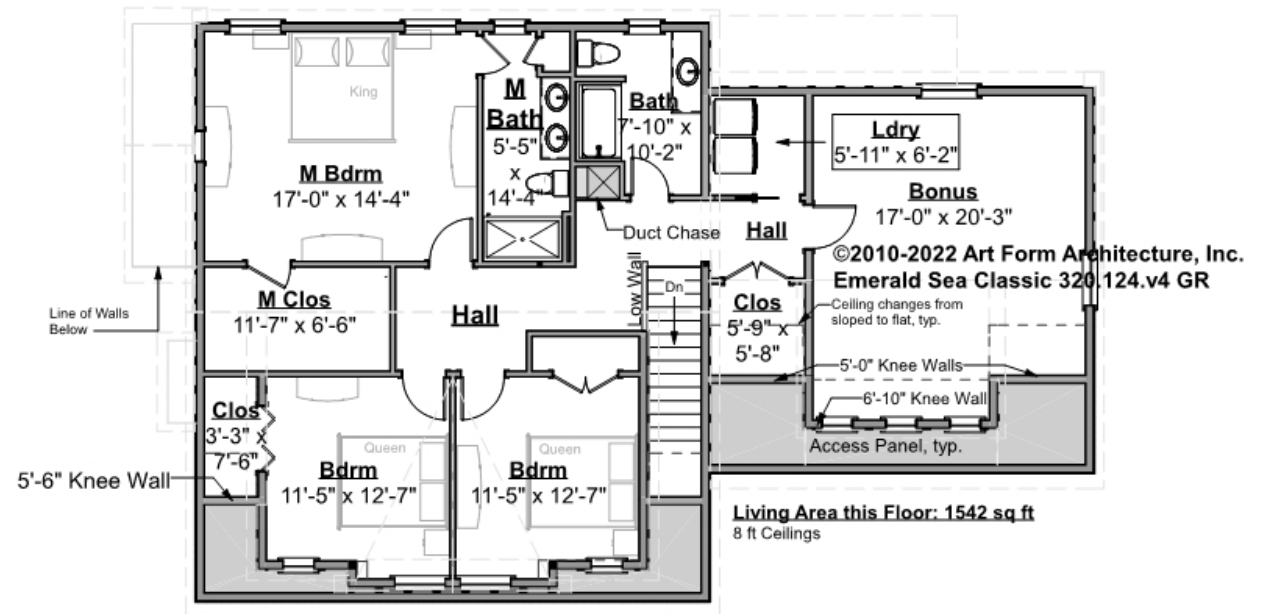 King
M Bdrm
17'-0" x 14'-4"
M
Bath
5'-5"
x
14'-4"
Bath
7'-10" x
10'-2"
Ldry
5'-11" x 6'-2"
Bonus
17'-0" x 20'-3"
Duct Chase
Hall
©2010-2022 Art Form Architecture, Inc.
Emerald Sea Classic 320.124.v4 GR
Line of Walls
Below
M Clos
11'-7" x 6'-6"
Hall
Low Wall
Dn
Clos
5'-9" x
5'-8"
Ceiling changes from
sloped to flat, typ.
5'-0" Knee Walls
6'-10" Knee Wall
Access Panel, typ.
Clos
3'-3" x
7'-6"
5'-6" Knee Wall
Queen
Bdrm
11'-5" x 12'-7"
Queen
Bdrm
11'-5" x 12'-7"
Living Area this Floor: 1542 sq ft
8 ft Ceilings